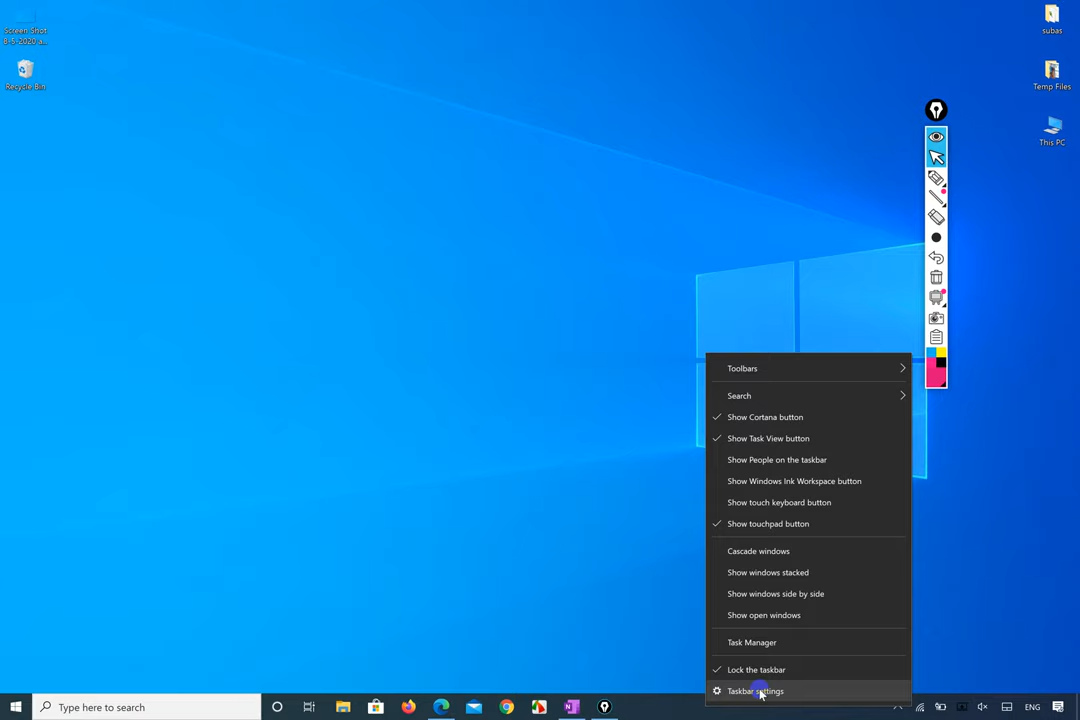 Screen Shot
8-5-2020 a...
Recycle Bin
subas
Temp Files
This PC
Toolbars
Search
Show Cortana button
Show Task View button
Show People on the taskbar
Show Windows Ink Workspace button
Show touch keyboard button
Show touchpad button
Cascade windows
Show windows stacked
Show windows side by side
Show open windows
Task Manager
Lock the taskbar
Taskbar settings
Type here to search
ENG